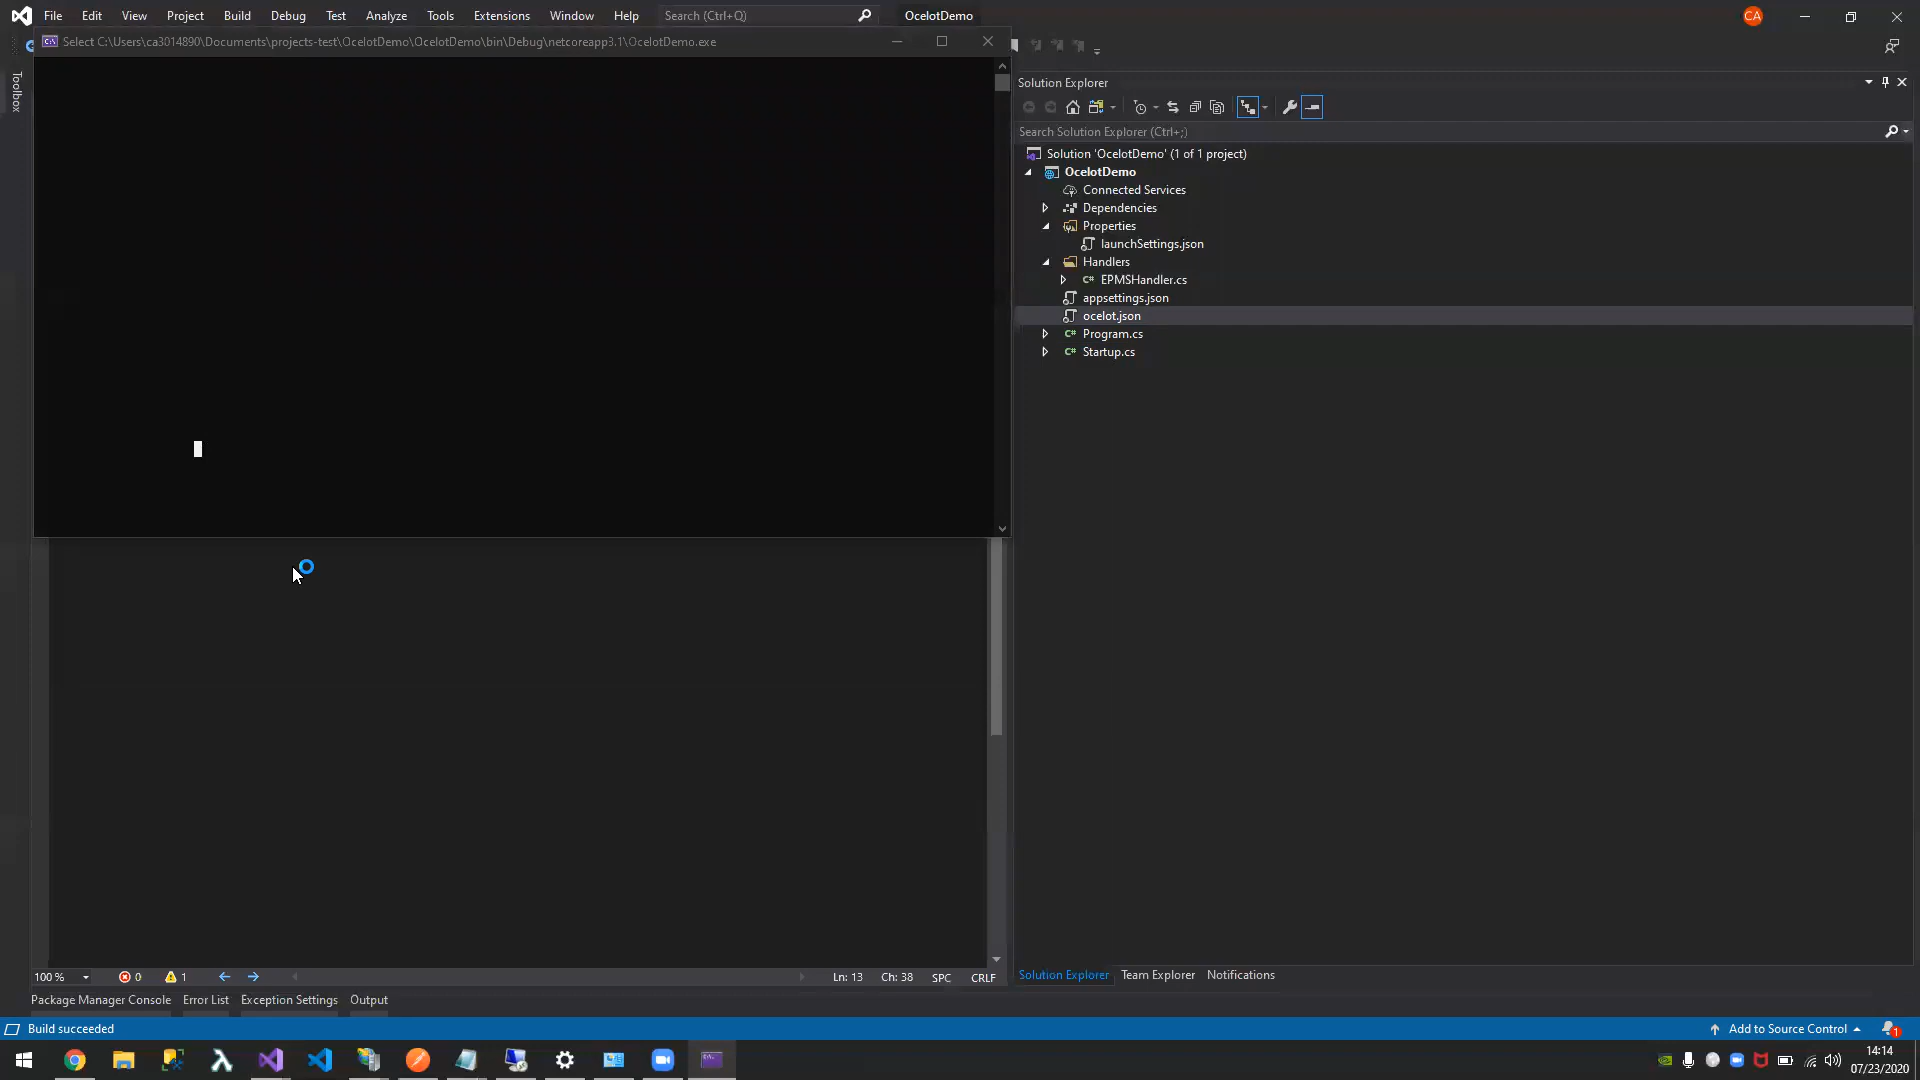 File Edit View Project Build Debug Test Analyze Tools Extensions Window Help Search (Ctrl+Q) OcelotDemo CA
Select C:\Users\ca3014890\Documents\projects-test\OcelotDemo\OcelotDemo\bin\Debug\netcoreapp3.1\OcelotDemo.exe
Toolbox
Solution Explorer
Search Solution Explorer (Ctrl+;)
Solution 'OcelotDemo' (1 of 1 project)
OcelotDemo
Connected Services
Dependencies
Properties
launchSettings.json
Handlers
C# EPMSHandler.cs
appsettings.json
ocelot.json
C# Program.cs
C# Startup.cs
100 % 0 1 Ln: 13 Ch: 38 SPC CRLF
Solution Explorer Team Explorer Notifications
Package Manager Console Error List Exception Settings Output
Build succeeded Add to Source Control 1
14:14
07/23/2020